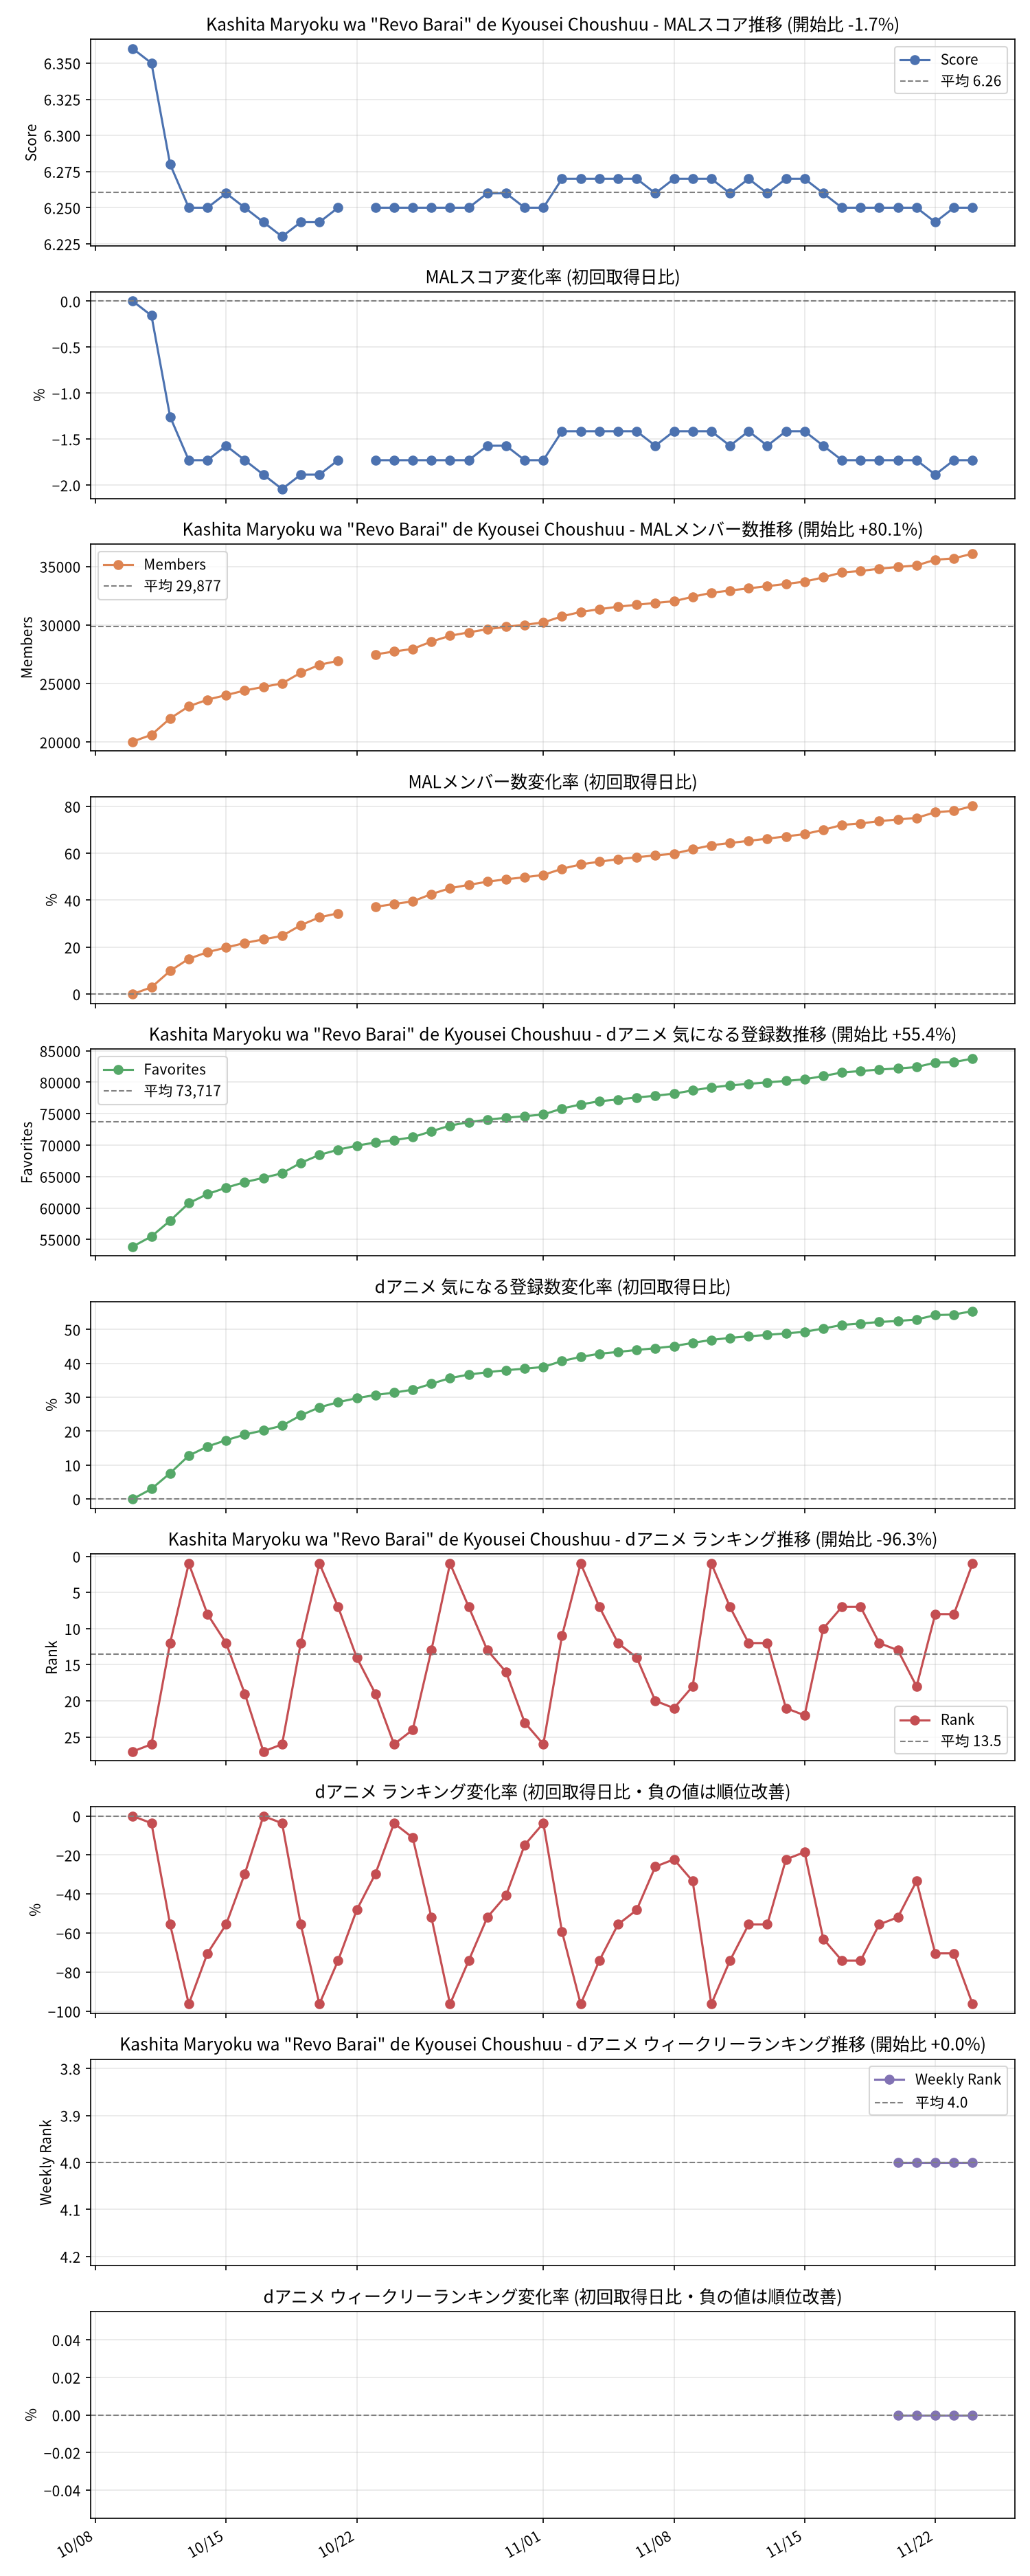 Kashita Maryoku wa "Revo Barai" de Kyousei Choushuu - MALスコア推移 (開始比 -1.7%)
Score
6.350
6.325
6.300
6.275
6.250
6.225
Score
平均 6.26
MALスコア変化率 (初回取得日比)
%
0.0
−0.5
−1.0
−1.5
−2.0
Kashita Maryoku wa "Revo Barai" de Kyousei Choushuu - MALメンバー数推移 (開始比 +80.1%)
Members
35000
30000
25000
20000
Members
平均 29,877
MALメンバー数変化率 (初回取得日比)
%
80
60
40
20
0
Kashita Maryoku wa "Revo Barai" de Kyousei Choushuu - dアニメ 気になる登録数推移 (開始比 +55.4%)
Favorites
85000
80000
75000
70000
65000
60000
55000
Favorites
平均 73,717
dアニメ 気になる登録数変化率 (初回取得日比)
%
50
40
30
20
10
0
Kashita Maryoku wa "Revo Barai" de Kyousei Choushuu - dアニメ ランキング推移 (開始比 -96.3%)
Rank
0
5
10
15
20
25
Rank
平均 13.5
dアニメ ランキング変化率 (初回取得日比・負の値は順位改善)
%
0
−20
−40
−60
−80
−100
Kashita Maryoku wa "Revo Barai" de Kyousei Choushuu - dアニメ ウィークリーランキング推移 (開始比 +0.0%)
Weekly Rank
3.8
3.9
4.0
4.1
4.2
Weekly Rank
平均 4.0
dアニメ ウィークリーランキング変化率 (初回取得日比・負の値は順位改善)
%
0.04
0.02
0.00
−0.02
−0.04
10/08
10/15
10/22
11/01
11/08
11/15
11/22